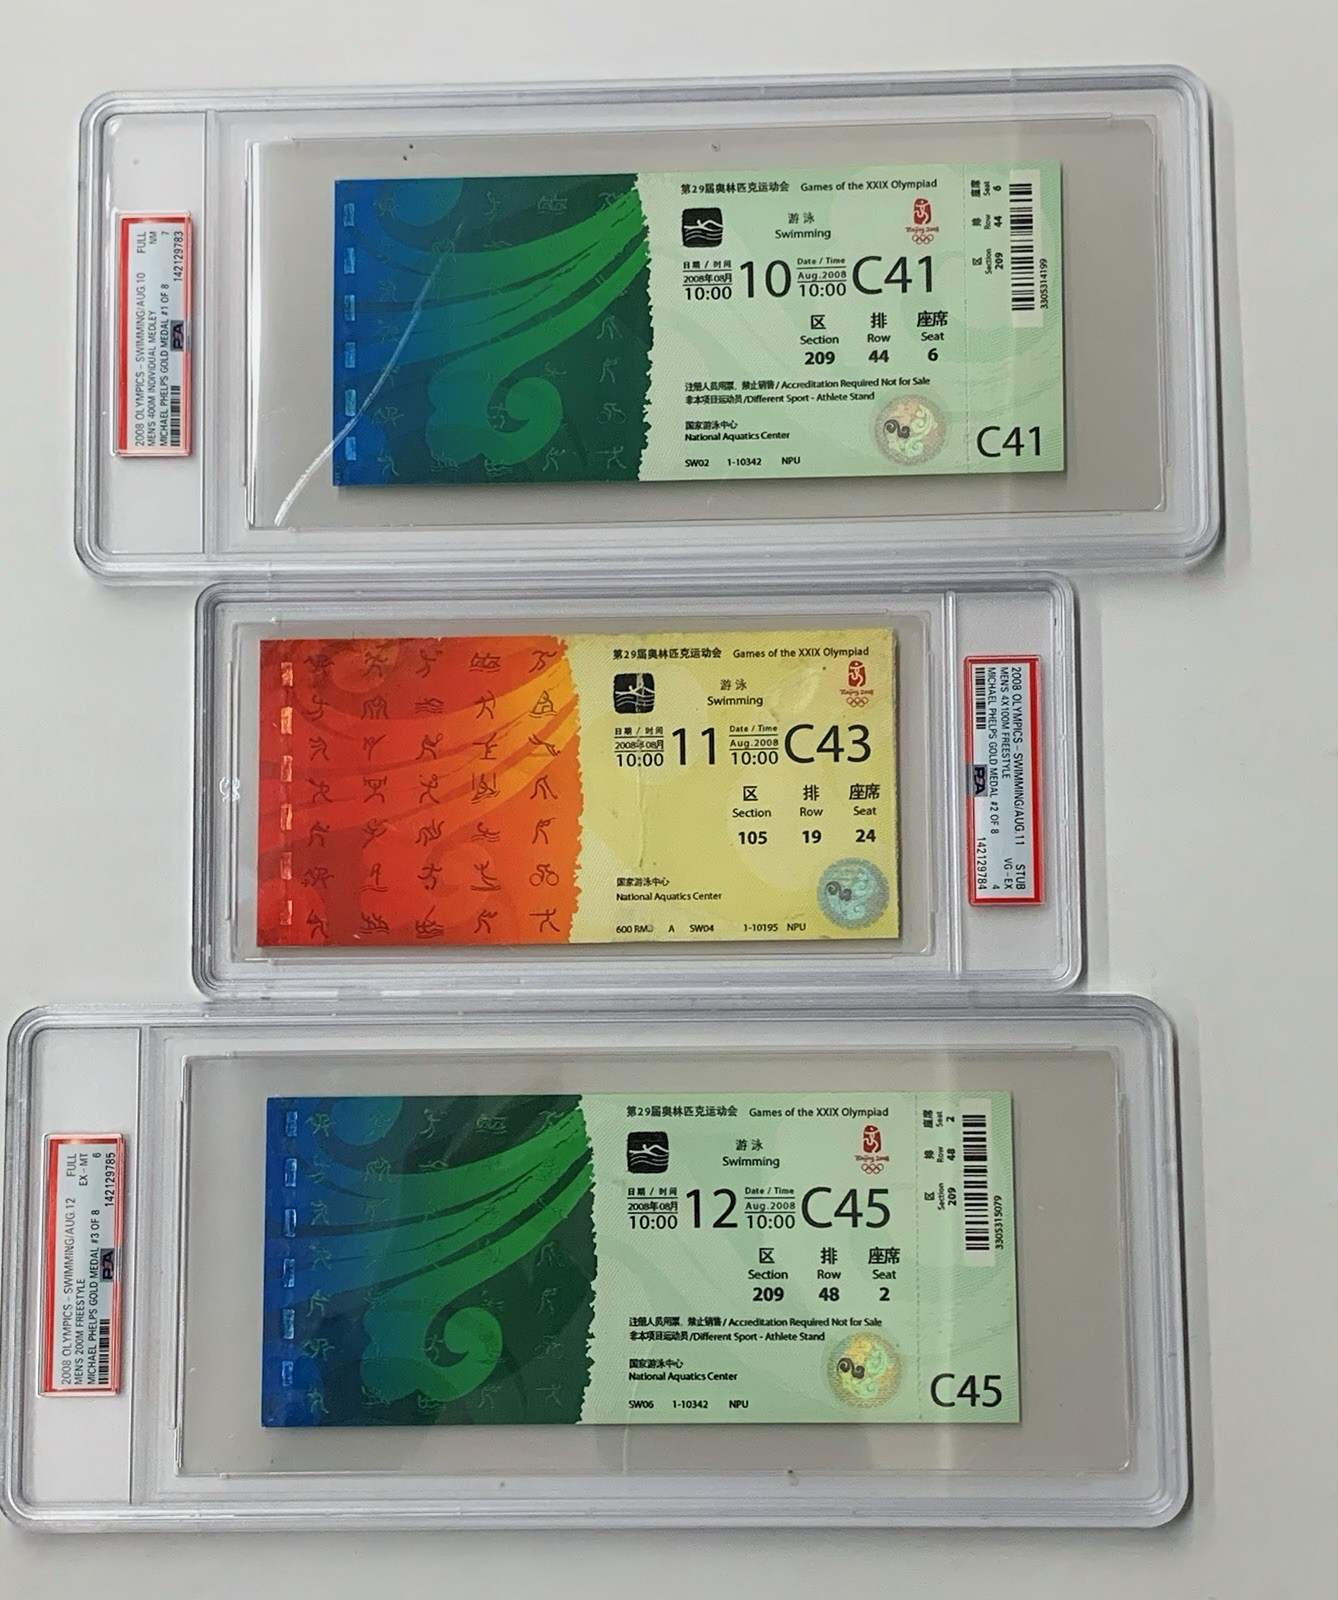 2008 OLYMPICS - SWIMMING/AUG.10 FULL
MENS 400M INDIVIDUAL MEDLEY NM
MICHAEL PHELPS GOLD MEDAL #1 OF 8 7
PSA 142129783
第29届奥林匹克运动会 Games of the XXIX Olympiad
游泳
Swimming
Beijing 2008
日期 / 时间
2008年08月
10:00
10
Date / Time
Aug.2008
10:00
C41
区 排 座席
Section Row Seat
209 44 6
注册人员用票，禁止销售 / Accreditation Required Not for Sale
非本项目运动员 /Different Sport - Athlete Stand
国家游泳中心
National Aquatics Center
SW02 1-10342 NPU
座席 Seat 6
排 Row 44
区 Section 209
3305314199
C41
第29届奥林匹克运动会 Games of the XXIX Olympiad
游泳
Swimming
Beijing 2008
日期 / 时间
2008年08月
10:00
11
Date / Time
Aug.2008
10:00
C43
区 排 座席
Section Row Seat
105 19 24
国家游泳中心
National Aquatics Center
600 RMB A SW04 1-10195 NPU
2008 OLYMPICS - SWIMMING/AUG.11 STUB
MENS 4X100M FREESTYLE VG-EX
MICHAEL PHELPS GOLD MEDAL #2 OF 8 4
PSA 142129784
2008 OLYMPICS - SWIMMING/AUG.12 FULL
MENS 200M FREESTYLE EX-MT
MICHAEL PHELPS GOLD MEDAL #3 OF 8 6
PSA 142129785
第29届奥林匹克运动会 Games of the XXIX Olympiad
游泳
Swimming
Beijing 2008
日期 / 时间
2008年08月
10:00
12
Date / Time
Aug.2008
10:00
C45
区 排 座席
Section Row Seat
209 48 2
注册人员用票，禁止销售 / Accreditation Required Not for Sale
非本项目运动员 /Different Sport - Athlete Stand
国家游泳中心
National Aquatics Center
SW06 1-10342 NPU
座席 Seat 2
排 Row 48
区 Section 209
3305315079
C45